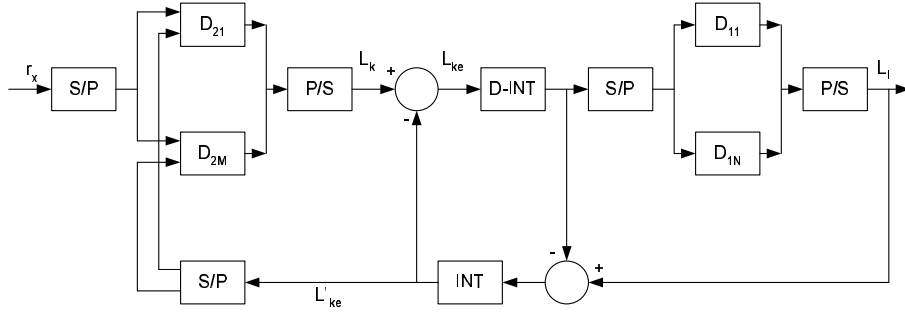 r_x
S/P
D_21
D_2M
P/S
L_k
+
-
L_ke
D-INT
S/P
D_11
D_1N
P/S
L_l
S/P
L'_ke
INT
-
+